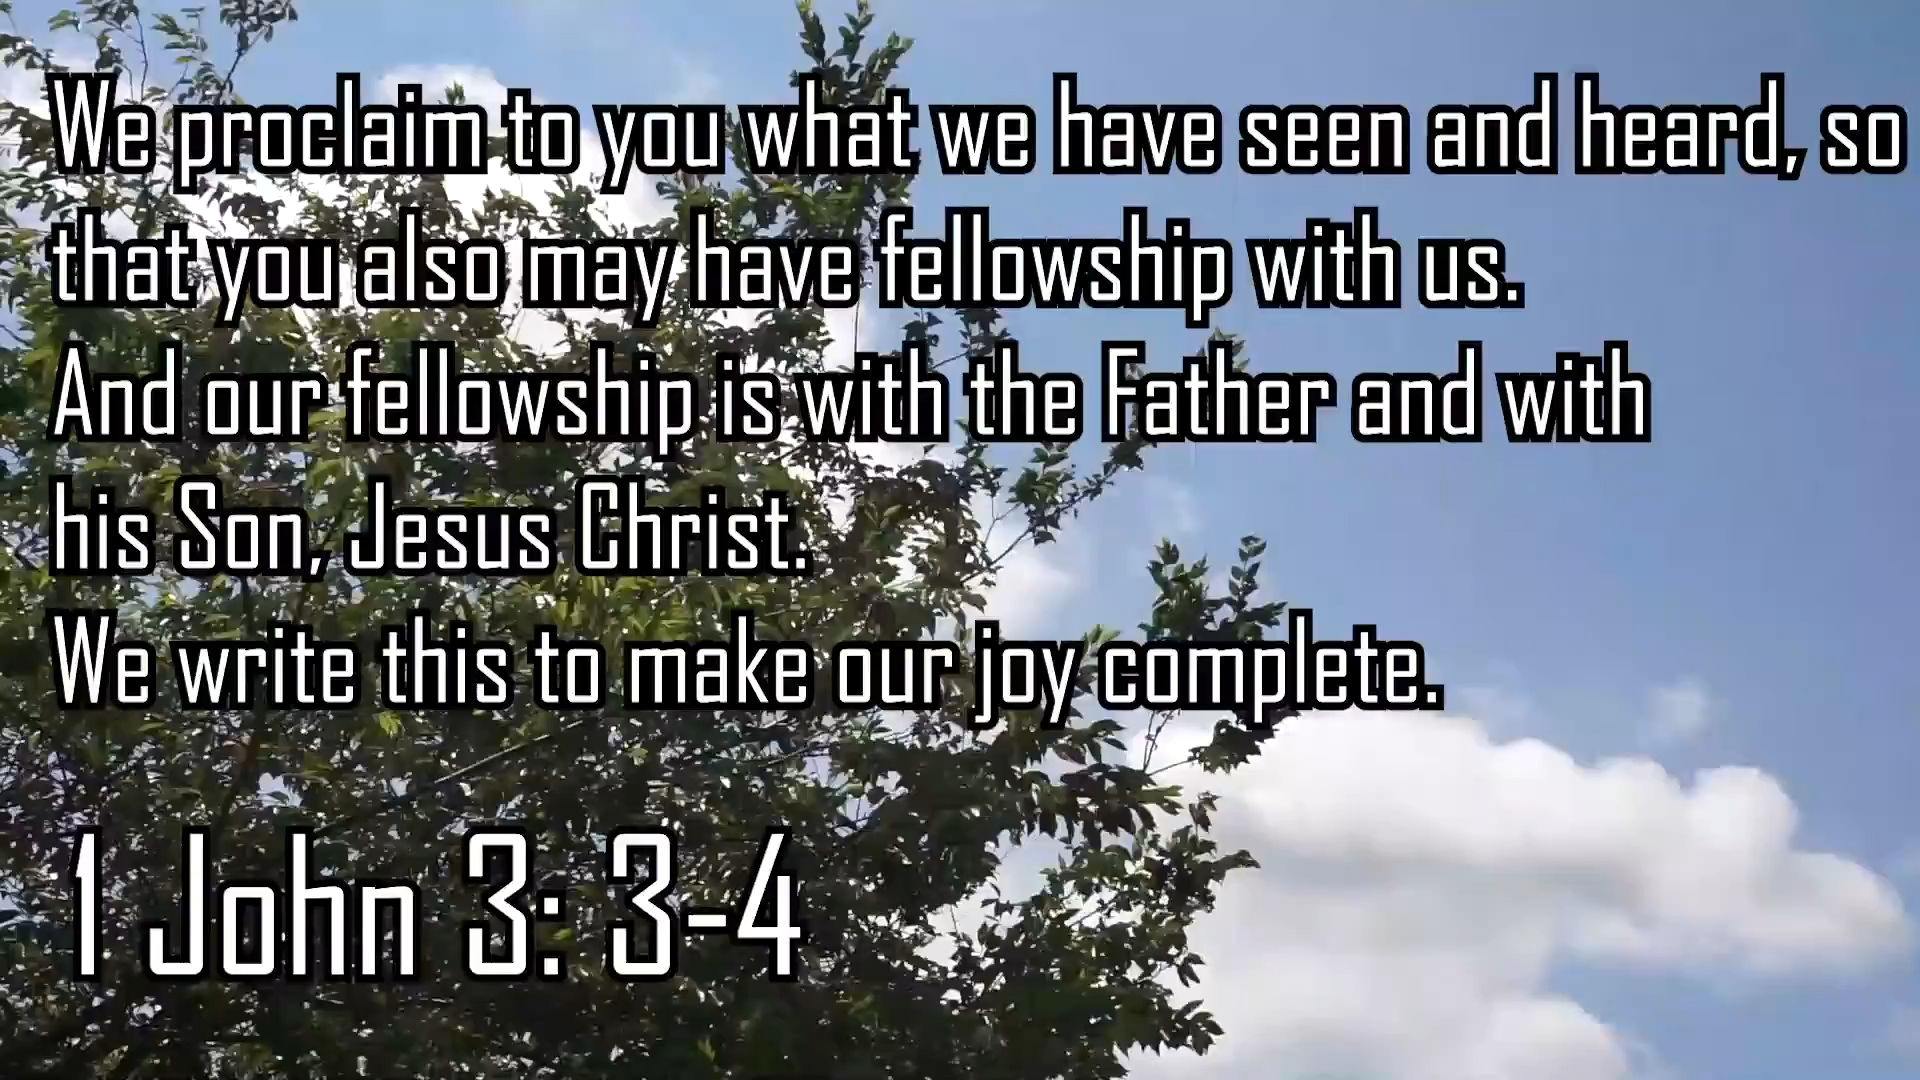 We proclaim to you what we have seen and heard, so
that you also may have fellowship with us.
And our fellowship is with the Father and with
his Son, Jesus Christ.
We write this to make our joy complete.
1 John 3: 3-4